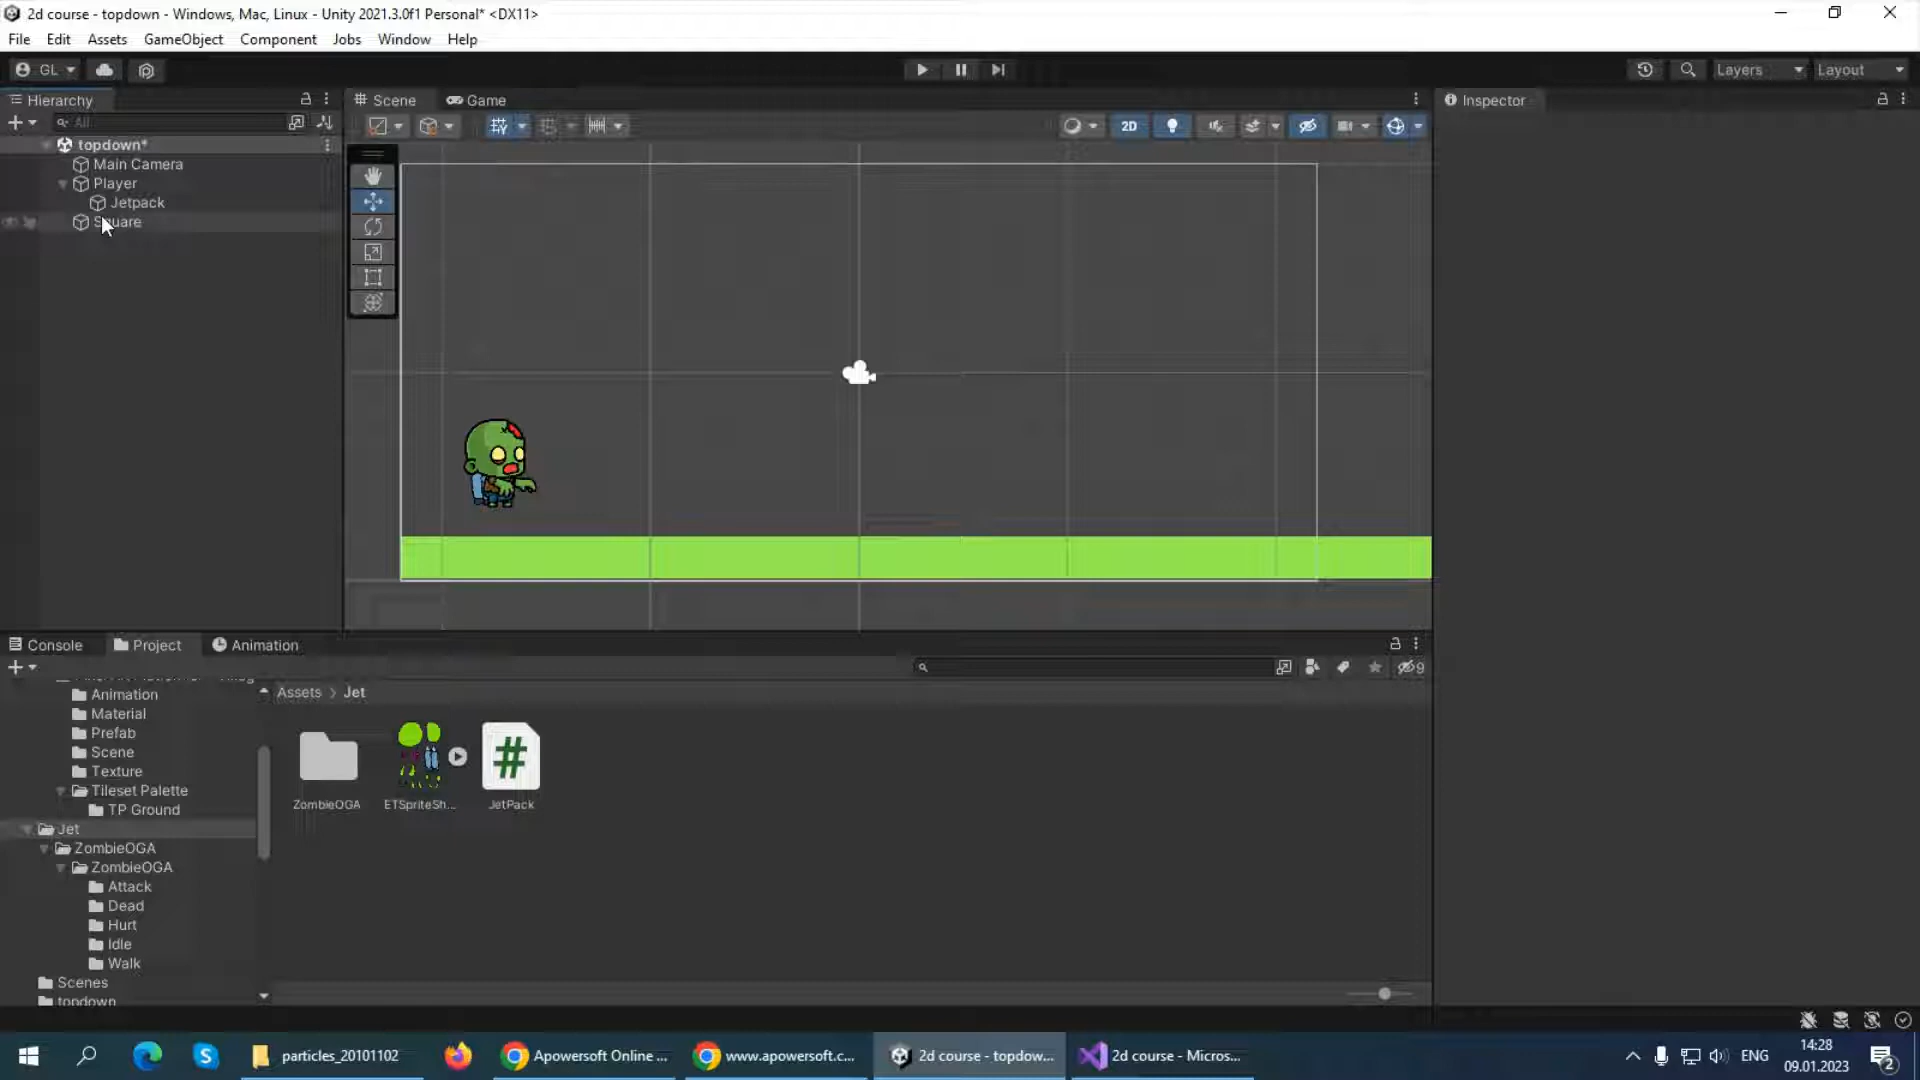 2d course - topdown - Windows, Mac, Linux - Unity 2021.3.0f1 Personal* <DX11>
File Edit Assets GameObject Component Jobs Window Help
GL Layers Layout
Hierarchy Scene Game Inspector
All 2D
topdown*
Main Camera
Player
Jetpack
Square
Console Project Animation
9
Animation Assets > Jet
Material
Prefab
Scene
Texture
Tileset Palette
TP Ground
ZombieOGA ETSpriteSh... JetPack
Jet
ZombieOGA
ZombieOGA
Attack
Dead
Hurt
Idle
Walk
Scenes
topdown
particles_20101102 Apowersoft Online ... www.apowersoft.c... 2d course - topdow... 2d course - Micros... ENG 14:28
09.01.2023 2